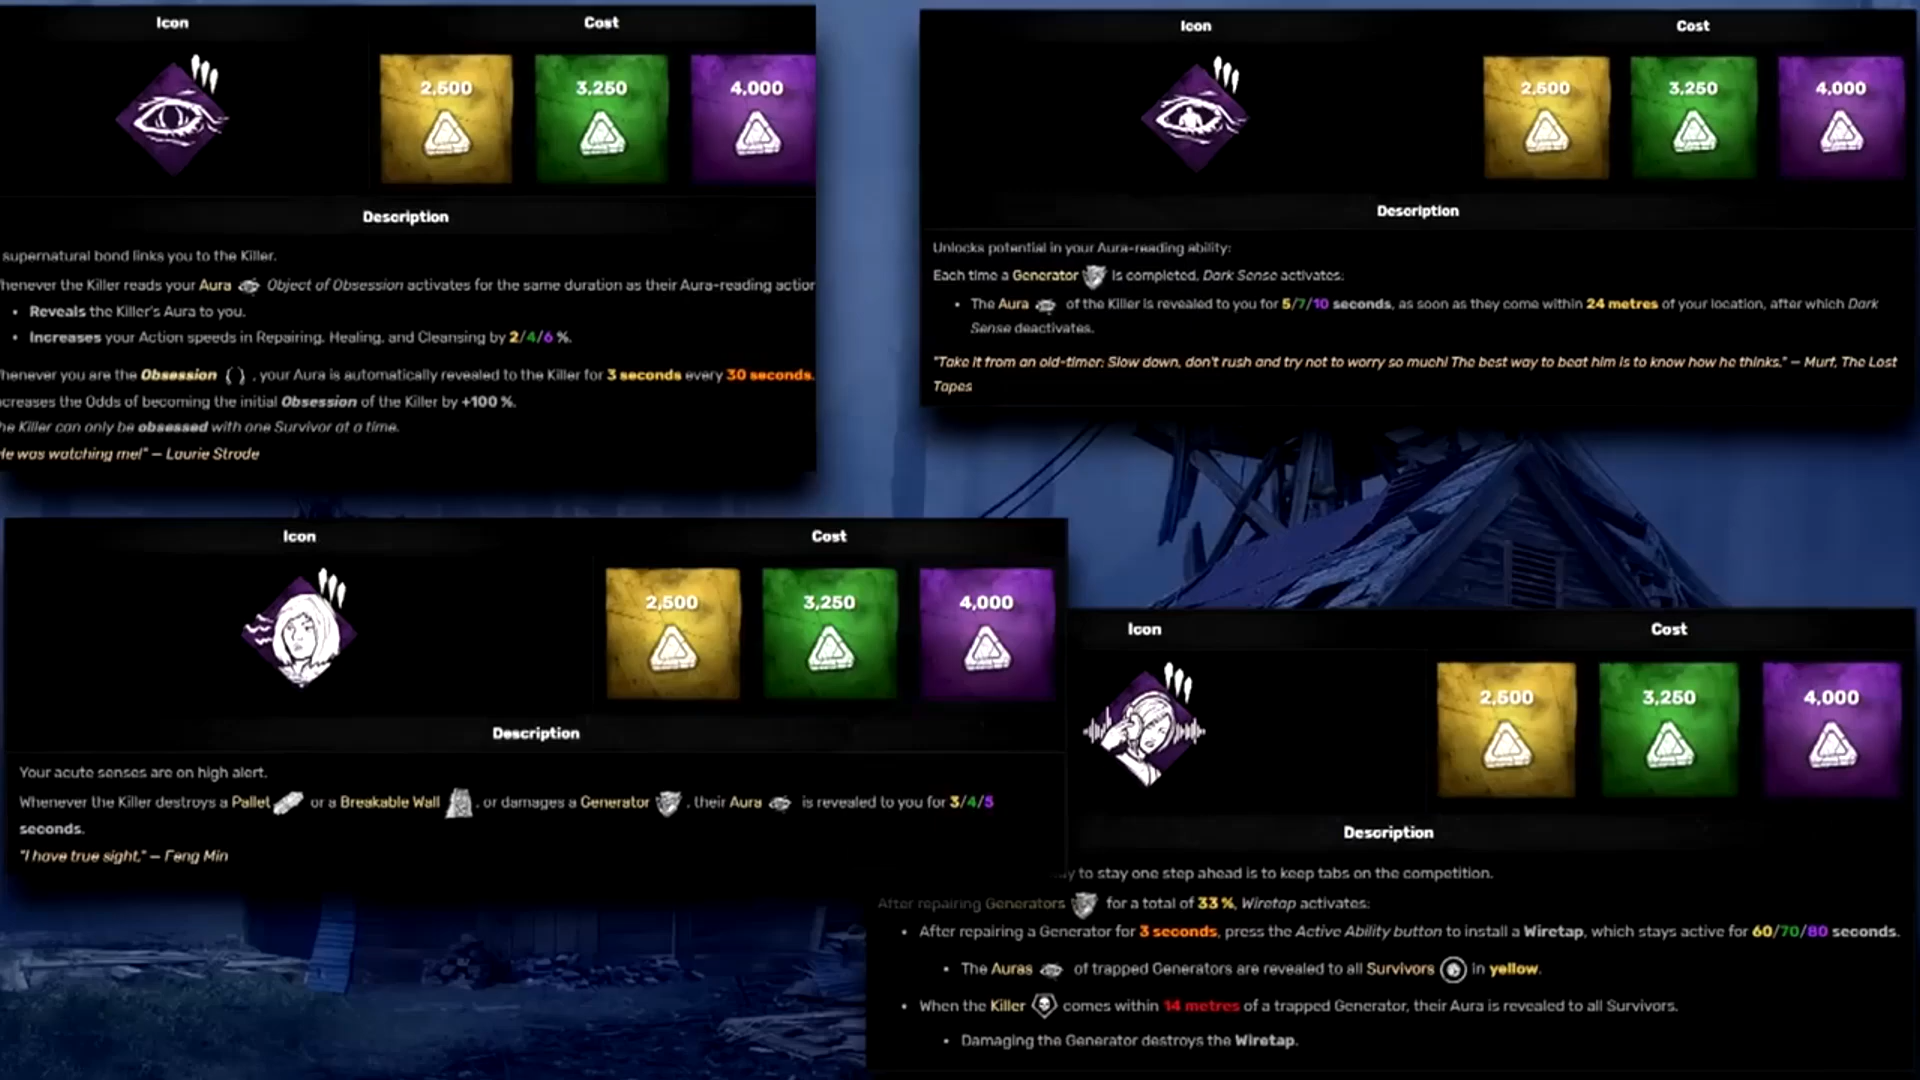 Icon
Cost
2,500
3,250
4,000
Description
supernatural bond links you to the Killer.
henever the Killer reads your Aura Object of Obsession activates for the same duration as their Aura-reading action
• Reveals the Killer's Aura to you.
• Increases your Action speeds in Repairing, Healing, and Cleansing by 2/4/6 %.
henever you are the Obsession ( ) , your Aura is automatically revealed to the Killer for 3 seconds every 30 seconds.
creases the Odds of becoming the initial Obsession of the Killer by +100 %.
he Killer can only be obsessed with one Survivor at a time.
He was watching me!" — Laurie Strode
Icon
Cost
2,500
3,250
4,000
Description
Unlocks potential in your Aura-reading ability:
Each time a Generator is completed, Dark Sense activates:
• The Aura of the Killer is revealed to you for 5/7/10 seconds, as soon as they come within 24 metres of your location, after which Dark
Sense deactivates.
"Take it from an old-timer: Slow down, don't rush and try not to worry so much! The best way to beat him is to know how he thinks." — Murf, The Lost
Tapes
Icon
Cost
2,500
3,250
4,000
Description
Your acute senses are on high alert.
Whenever the Killer destroys a Pallet or a Breakable Wall , or damages a Generator , their Aura is revealed to you for 3/4/5
seconds.
"I have true sight." — Feng Min
Icon
Cost
2,500
3,250
4,000
Description
y to stay one step ahead is to keep tabs on the competition.
After repairing Generators for a total of 33 %, Wiretap activates:
• After repairing a Generator for 3 seconds, press the Active Ability button to install a Wiretap, which stays active for 60/70/80 seconds.
• The Auras of trapped Generators are revealed to all Survivors in yellow.
• When the Killer comes within 14 metres of a trapped Generator, their Aura is revealed to all Survivors.
• Damaging the Generator destroys the Wiretap.